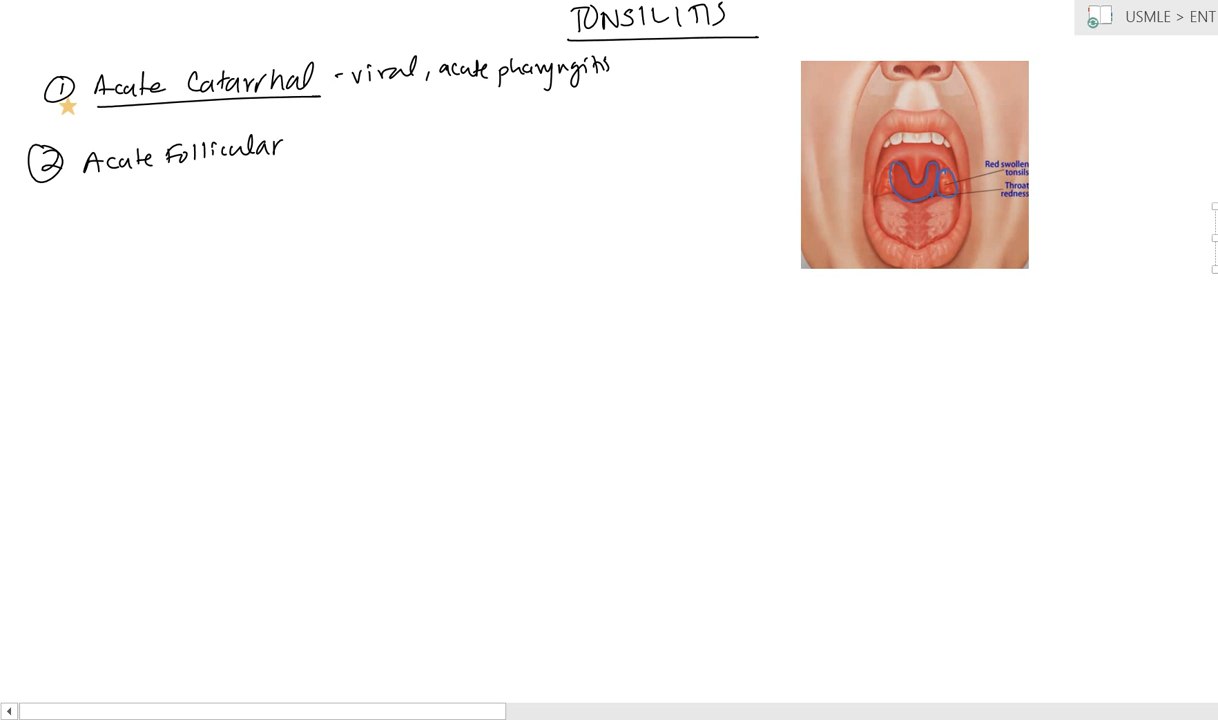 TONSILITIS
USMLE > ENT
① Acute Catarrhal - viral, acute pharyngitis
② Acute Follicular
Red swollen
tonsils
Throat
redness